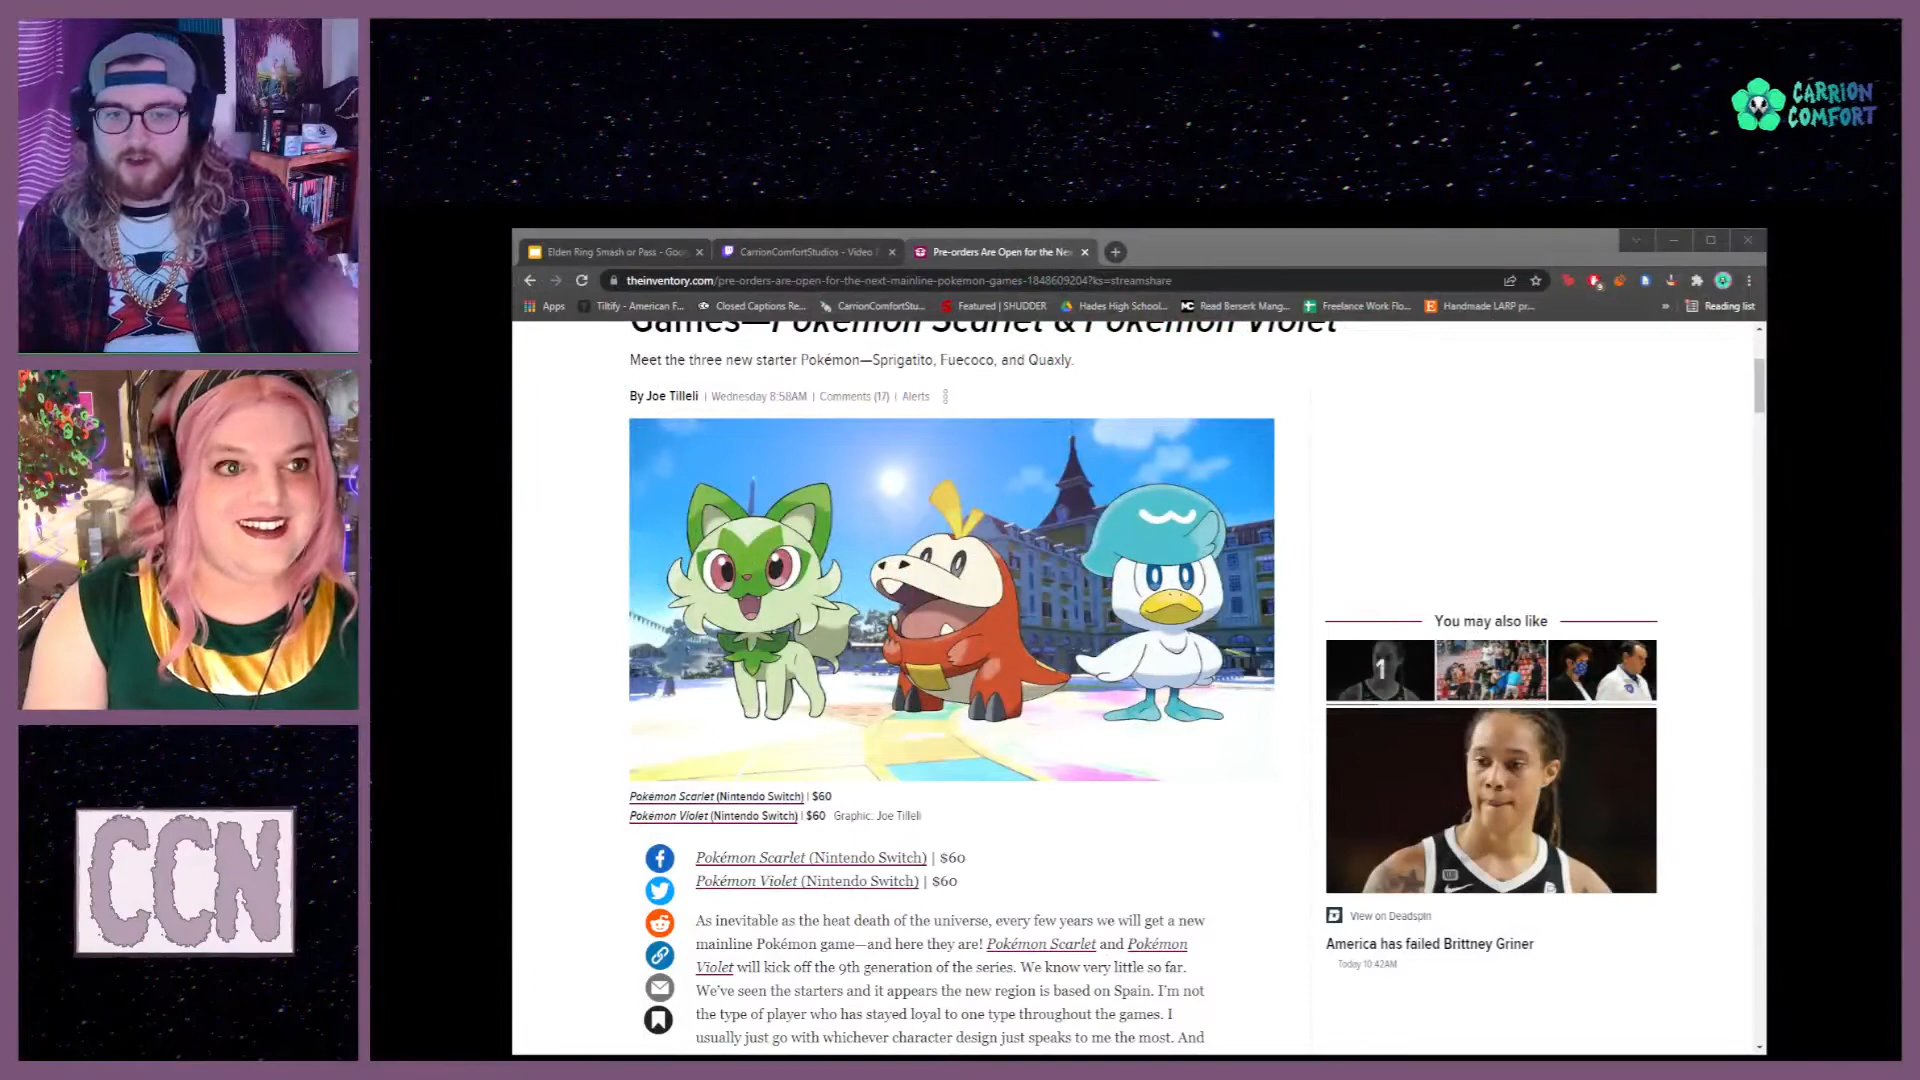 CARRION
COMFORT
Elden Ring Smash or Pass - Goo
CarrionComfortStudios - Video
Pre-orders Are Open for the Ne
theinventory.com/pre-orders-are-open-for-the-next-mainline-pokemon-games-1848609204?ks=streamshare
Apps
Tiltify - American F...
Closed Captions Re...
CarrionComfortStu...
Featured | SHUDDER
Hades High School...
Read Berserk Mang...
Freelance Work Flo...
Handmade LARP pr...
»
Reading list
Games—Pokémon Scarlet & Pokémon Violet
Meet the three new starter Pokémon—Sprigatito, Fuecoco, and Quaxly.
By Joe Tilleli | Wednesday 8:58AM | Comments (17) | Alerts
Pokémon Scarlet (Nintendo Switch) | $60
Pokémon Violet (Nintendo Switch) | $60 Graphic: Joe Tilleli
Pokémon Scarlet (Nintendo Switch) | $60
Pokémon Violet (Nintendo Switch) | $60
As inevitable as the heat death of the universe, every few years we will get a new
mainline Pokémon game—and here they are! Pokémon Scarlet and Pokémon
Violet will kick off the 9th generation of the series. We know very little so far.
We've seen the starters and it appears the new region is based on Spain. I'm not
the type of player who has stayed loyal to one type throughout the games. I
usually just go with whichever character design just speaks to me the most. And
You may also like
1
View on Deadspin
America has failed Brittney Griner
Today 10:42AM
CCN